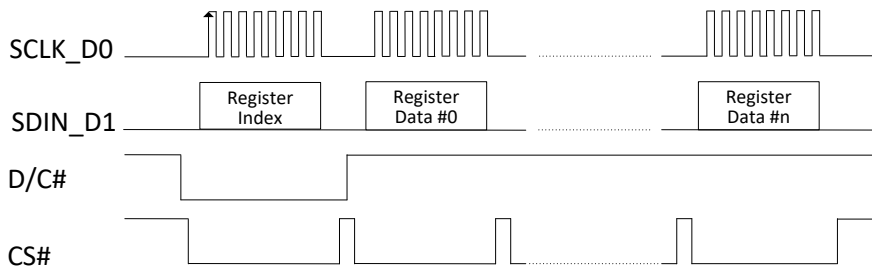 SCLK_D0
SDIN_D1
Register
Index
Register
Data #0
Register
Data #n
D/C#
CS#